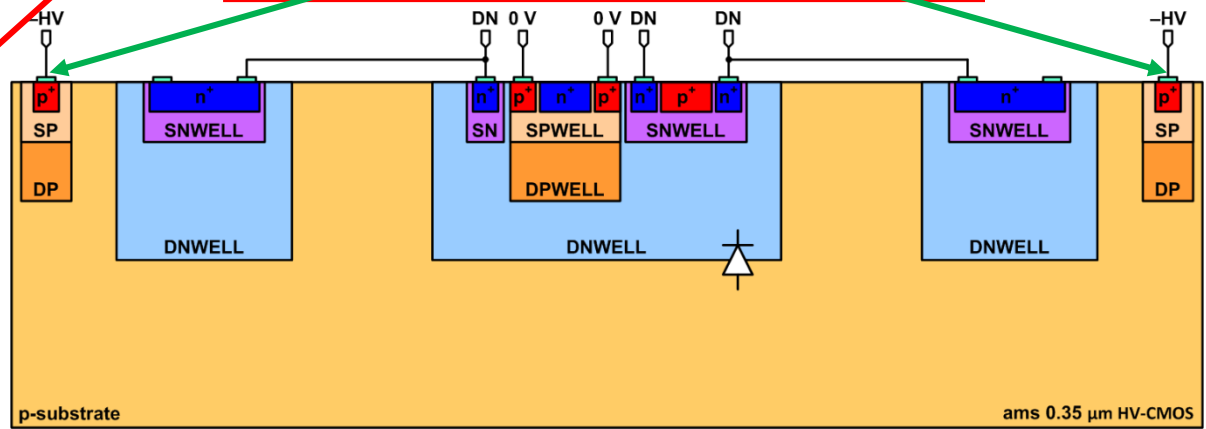 –HV DN 0 V 0 V DN DN –HV
p+ n+ n+ p+ n+ p+ n+ p+ n+ n+ p+
SP SNWELL SN SPWELL SNWELL SNWELL SP
DP DPWELL DP
DNWELL DNWELL DNWELL
p-substrate ams 0.35 µm HV-CMOS